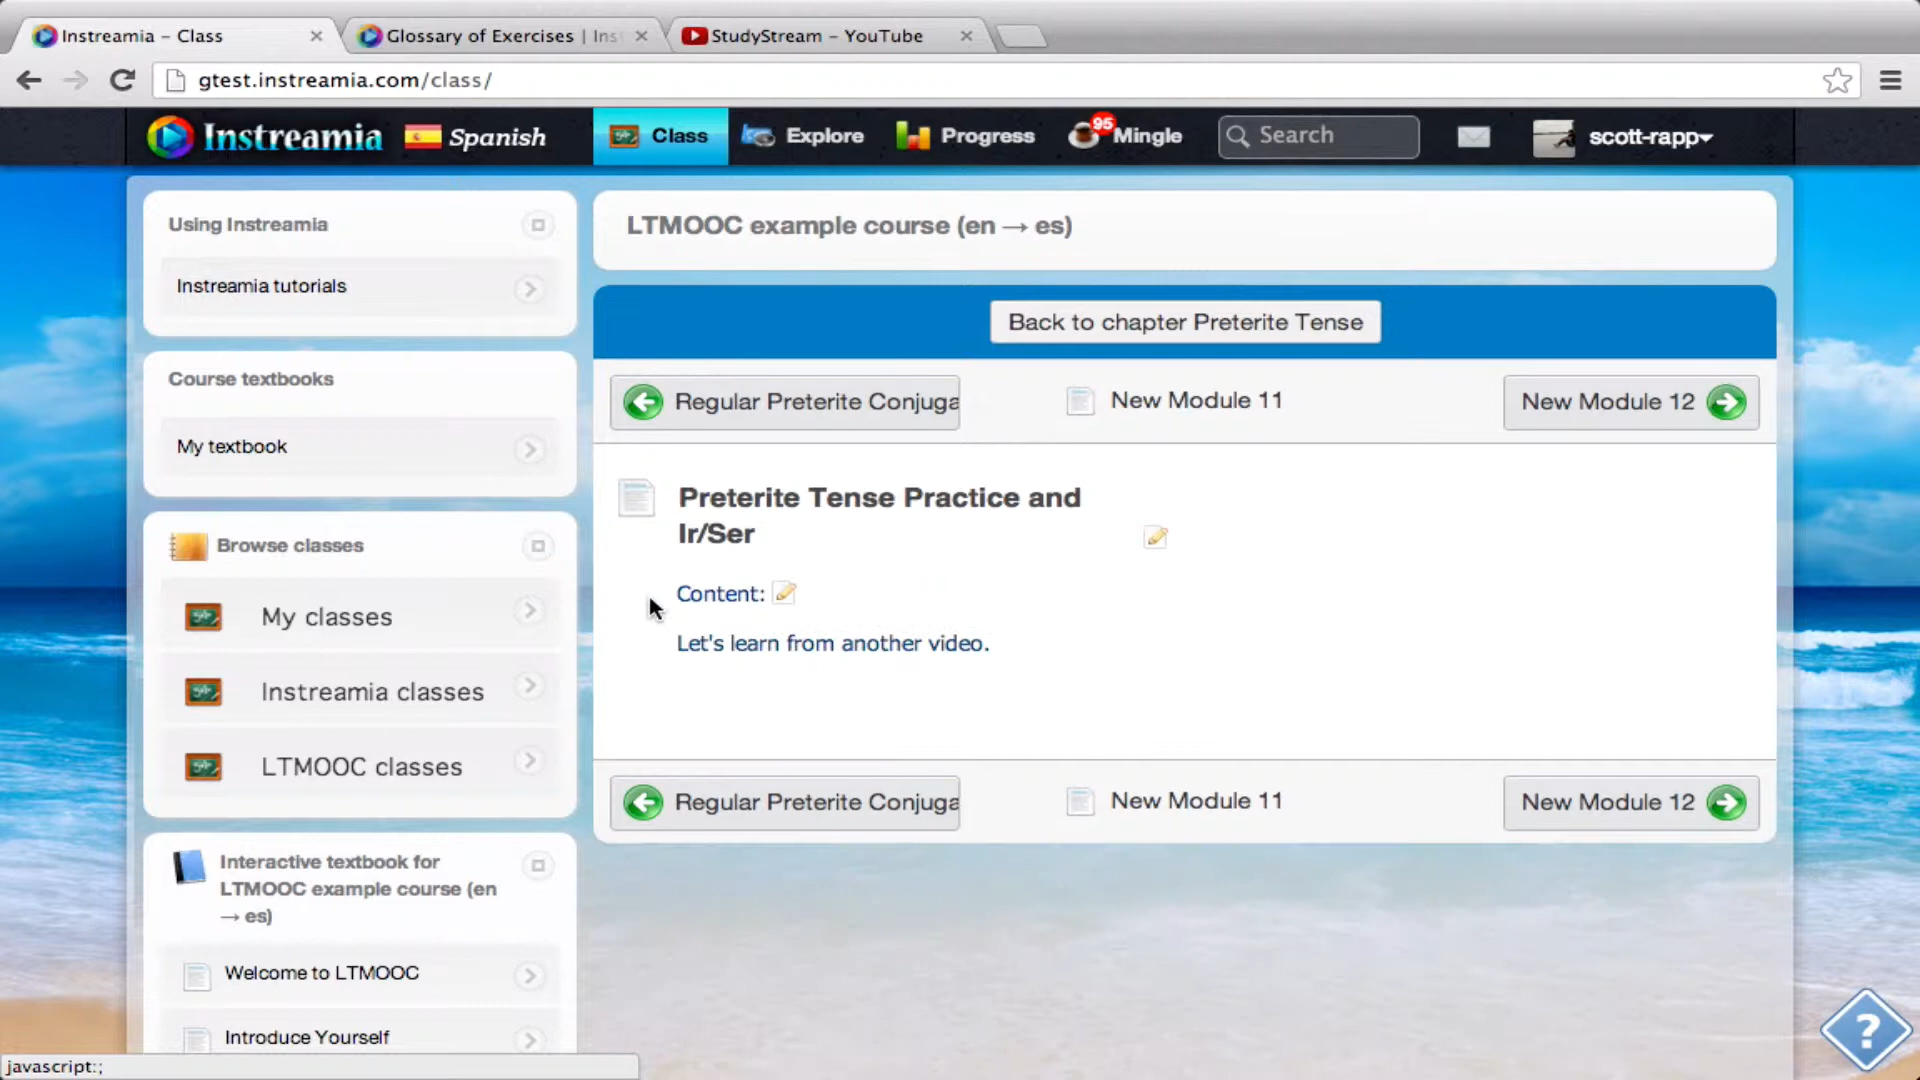 Instreamia – Class
Glossary of Exercises | Ins
StudyStream – YouTube
gtest.instreamia.com/class/
Instreamia
Spanish
Class
Explore
Progress
95
Mingle
Search
scott-rapp
Using Instreamia
Instreamia tutorials
Course textbooks
My textbook
Browse classes
My classes
Instreamia classes
LTMOOC classes
Interactive textbook for
LTMOOC example course (en
→ es)
Welcome to LTMOOC
Introduce Yourself
LTMOOC example course (en → es)
Back to chapter Preterite Tense
Regular Preterite Conjuga
New Module 11
New Module 12
Preterite Tense Practice and
Ir/Ser
Content:
Let's learn from another video.
Regular Preterite Conjuga
New Module 11
New Module 12
?
javascript:;